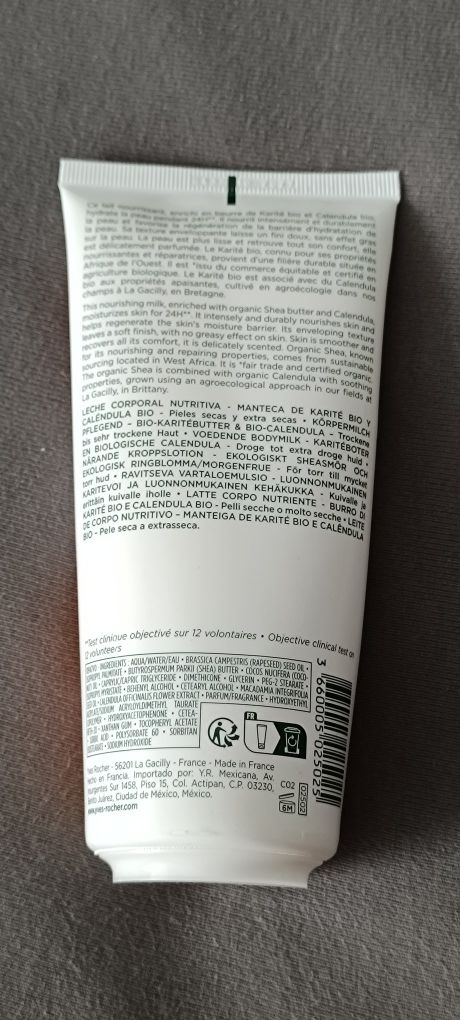 Ce lait nourrissant, enrichi en beurre de Karité bio et Calendula bio,
hydrate la peau pendant 24H**. Il nourrit intensément et durablement
la peau et favorise la régénération de la barrière d'hydratation de
la peau. Sa texture enveloppante laisse un fini doux, sans effet gras
sur la peau. La peau est plus lisse et retrouve tout son confort, elle
est délicatement parfumée. Le Karité bio, connu pour ses propriétés
nourrissantes et réparatrices, provient d'une filière durable située en
Afrique de l'Ouest. Il est *issu du commerce équitable et certifié en
agriculture biologique. Le Karité bio est associé avec du Calendula
bio aux propriétés apaisantes, cultivé en agroécologie dans nos
champs à La Gacilly, en Bretagne.
This nourishing milk, enriched with organic Shea butter and Calendula,
moisturizes skin for 24H**. It intensely and durably nourishes skin and
helps regenerate the skin's moisture barrier. Its enveloping texture
leaves a soft finish, with no greasy effect on skin. Skin is smoother and
recovers all its comfort, it is delicately scented. Organic Shea, known
for its nourishing and repairing properties, comes from sustainable
sourcing located in West Africa. It is *fair trade and certified organic.
The organic Shea is combined with organic Calendula with soothing
properties, grown using an agroecological approach in our fields at
La Gacilly, in Brittany.
LECHE CORPORAL NUTRITIVA - MANTECA DE KARITÉ BIO Y
CALÉNDULA BIO - Pieles secas y extra secas • KÖRPERMILCH
PFLEGEND – BIO-KARITÉBUTTER & BIO-CALENDULA - Trockene
bis sehr trockene Haut • VOEDENDE BODYMILK - KARITÉBOTER
EN BIOLOGISCHE CALENDULA - Droge tot extra droge huid •
NÄRANDE KROPPSLOTION - EKOLOGISKT SHEASMÖR OCH
EKOLOGISK RINGBLOMMA/MORGENFRUE - För torr till mycket
torr hud • RAVITSEVA VARTALOEMULSIO - LUONNONMUKAINEN
KARITEVOI JA LUONNONMUKAINEN KEHÄKUKKA - Kuivalle ja
erittäin kuivalle iholle • LATTE CORPO NUTRIENTE - BURRO DI
KARITÉ BIO E CALENDULA BIO - Pelli secche o molto secche • LEITE
DE CORPO NUTRITIVO – MANTEIGA DE KARITÉ BIO E CALÊNDULA
BIO - Pele seca a extrasseca.
**Test clinique objectivé sur 12 volontaires • Objective clinical test on
12 volunteers
INGREDIENTS : AQUA/WATER/EAU • BRASSICA CAMPESTRIS (RAPESEED) SEED OIL •
ISOPROPYL PALMITATE • BUTYROSPERMUM PARKII (SHEA) BUTTER • COCOS NUCIFERA (COCO-
NUT) OIL • CAPRYLIC/CAPRIC TRIGLYCERIDE • DIMETHICONE • GLYCERIN • PEG-2 STEARATE •
ISOPROPYL MYRISTATE • BEHENYL ALCOHOL • CETEARYL ALCOHOL • MACADAMIA INTEGRIFOLIA
SEED OIL • CALENDULA OFFICINALIS FLOWER EXTRACT • PARFUM/FRAGRANCE • HYDROXYETHYL
ACRYLATE/SODIUM ACRYLOYLDIMETHYL TAURATE
COPOLYMER • HYDROXYACETOPHENONE • CETEA-
RETH-20 • XANTHAN GUM • TOCOPHERYL ACETATE
• SORBIC ACID • POLYSORBATE 60 • SORBITAN
ISOSTEARATE • SODIUM HYDROXIDE
FR
3 660005 025025
Yves Rocher - 56201 La Gacilly - France - Made in France
Hecho en Francia. Importado por: Y.R. Mexicana, Av.
Insurgentes Sur 1458, Piso 15, Col. Actipan, C.P. 03230,
Benito Juárez, Ciudad de México, México.
www.yves-rocher.com
C02
02502
6M